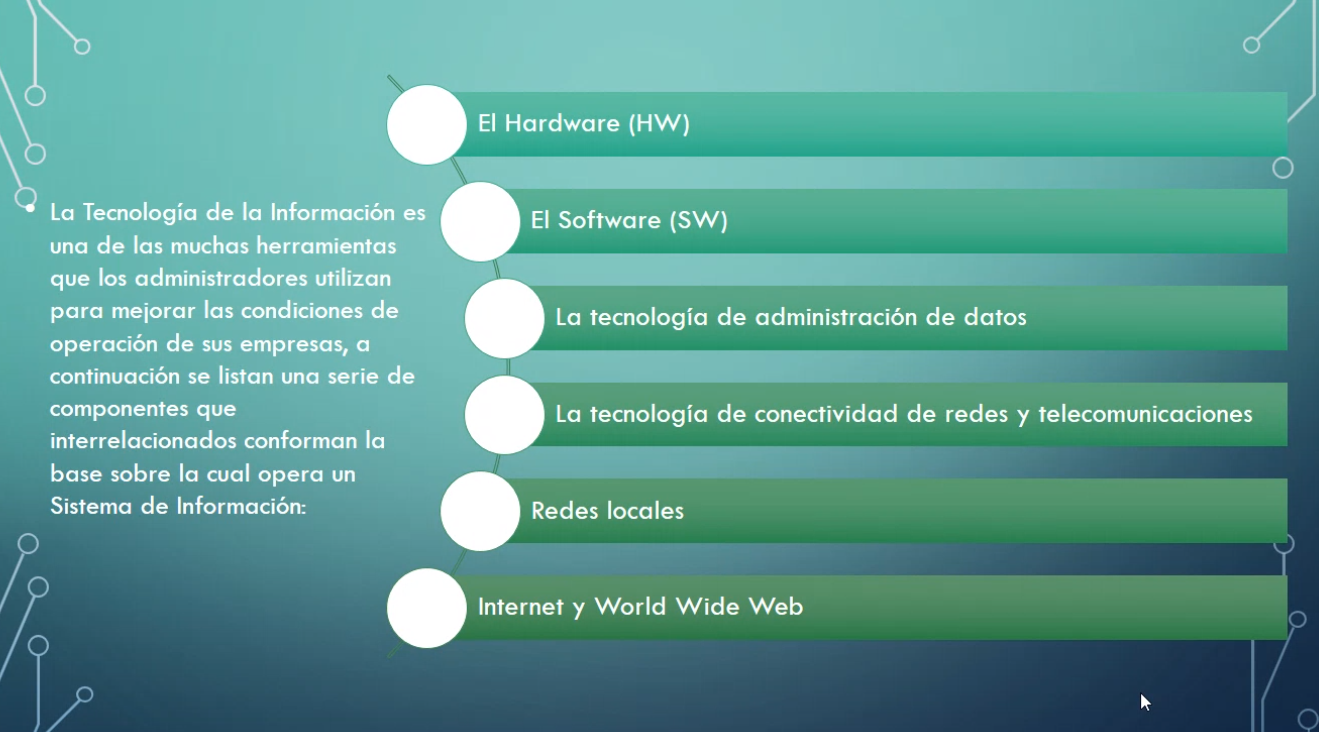 La Tecnología de la Información es
una de las muchas herramientas
que los administradores utilizan
para mejorar las condiciones de
operación de sus empresas, a
continuación se listan una serie de
componentes que
interrelacionados conforman la
base sobre la cual opera un
Sistema de Información:
El Hardware (HW)
El Software (SW)
La tecnología de administración de datos
La tecnología de conectividad de redes y telecomunicaciones
Redes locales
Internet y World Wide Web